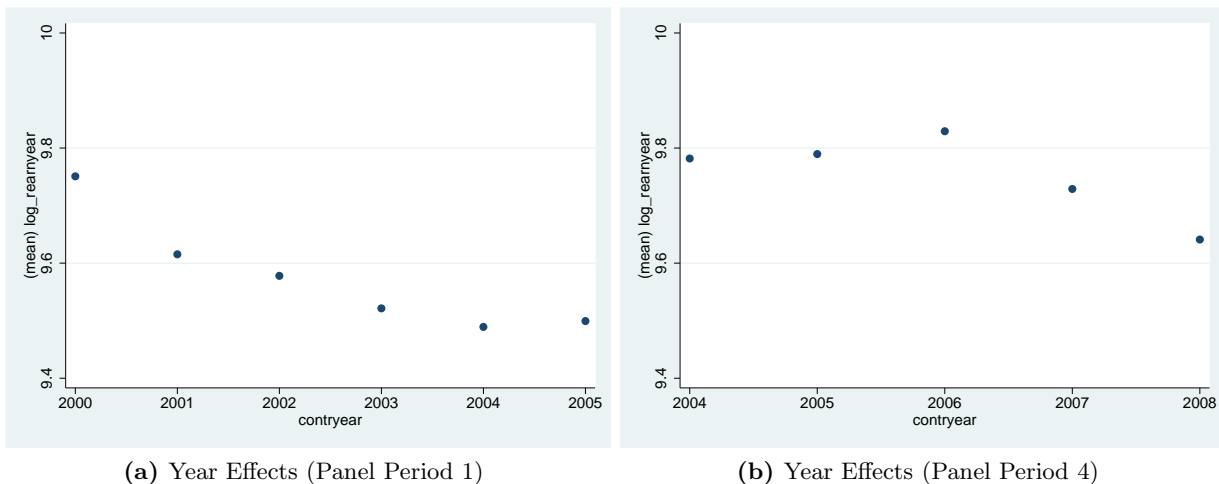 (mean) log_rearnyear
10
9.8
9.6
9.4
2000 2001 2002 2003 2004 2005
contryear
(a) Year Effects (Panel Period 1)
(mean) log_rearnyear
10
9.8
9.6
9.4
2004 2005 2006 2007 2008
contryear
(b) Year Effects (Panel Period 4)